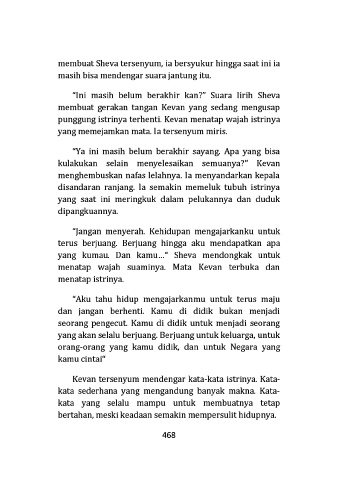 membuat Sheva tersenyum, ia bersyukur hingga saat ini ia
masih bisa mendengar suara jantung itu.
“Ini masih belum berakhir kan?” Suara lirih Sheva
membuat gerakan tangan Kevan yang sedang mengusap
punggung istrinya terhenti. Kevan menatap wajah istrinya
yang memejamkan mata. Ia tersenyum miris.
“Ya ini masih belum berakhir sayang. Apa yang bisa
kulakukan selain menyelesaikan semuanya?” Kevan
menghembuskan nafas lelahnya. Ia menyandarkan kepala
disandaran ranjang. Ia semakin memeluk tubuh istrinya
yang saat ini meringkuk dalam pelukannya dan duduk
dipangkuannya.
“Jangan menyerah. Kehidupan mengajarkanku untuk
terus berjuang. Berjuang hingga aku mendapatkan apa
yang kumau. Dan kamu…” Sheva mendongkak untuk
menatap wajah suaminya. Mata Kevan terbuka dan
menatap istrinya.
“Aku tahu hidup mengajarkanmu untuk terus maju
dan jangan berhenti. Kamu di didik bukan menjadi
seorang pengecut. Kamu di didik untuk menjadi seorang
yang akan selalu berjuang. Berjuang untuk keluarga, untuk
orang-orang yang kamu didik, dan untuk Negara yang
kamu cintai“
Kevan tersenyum mendengar kata-kata istrinya. Kata-
kata sederhana yang mengandung banyak makna. Kata-
kata yang selalu mampu untuk membuatnya tetap
bertahan, meski keadaan semakin mempersulit hidupnya.
468